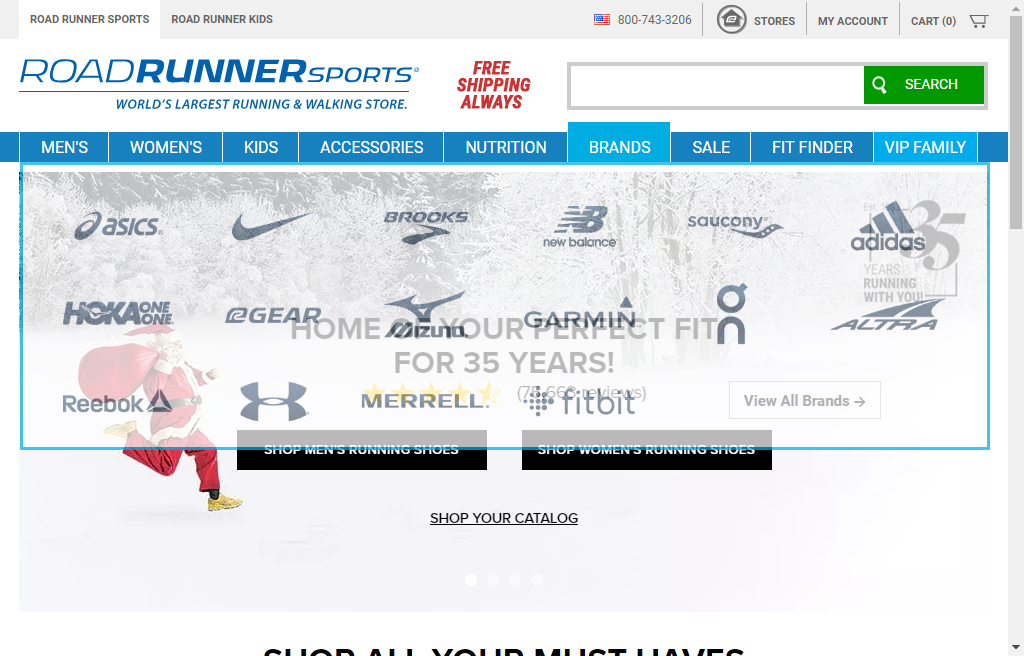 ROAD RUNNER SPORTS
ROAD RUNNER KIDS
800-743-3206
STORES
MY ACCOUNT
CART (0)
ROADRUNNERSPORTS®
WORLD'S LARGEST RUNNING & WALKING STORE.
FREE
SHIPPING
ALWAYS
SEARCH
MEN'S
WOMEN'S
KIDS
ACCESSORIES
NUTRITION
BRANDS
SALE
FIT FINDER
VIP FAMILY
asics
BROOKS
new balance
saucony
adidas
Est
35
YEARS
RUNNING
WITH YOU!
HOKA ONE ONE
GEAR
Mizuno
GARMIN
On
ALTRA
HOME OF YOUR PERFECT FIT
FOR 35 YEARS!
Reebok
MERRELL
fitbit
reviews)
View All Brands →
SHOP MEN'S RUNNING SHOES
SHOP WOMEN'S RUNNING SHOES
SHOP YOUR CATALOG
SHOP ALL YOUR MUST HAVES